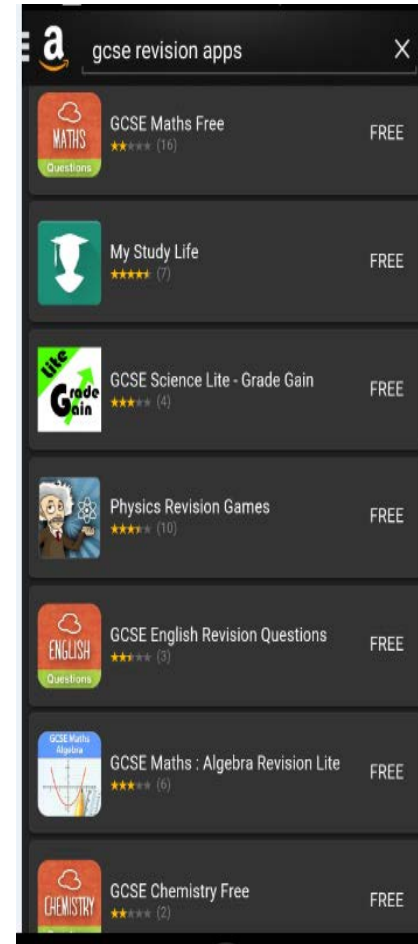 a
gcse revision apps
X
MATHS
Questions
GCSE Maths Free
(16)
FREE
My Study Life
(7)
FREE
Lite
Grade
Gain
GCSE Science Lite - Grade Gain
(4)
FREE
Physics Revision Games
(10)
FREE
ENGLISH
Questions
GCSE English Revision Questions
(3)
FREE
GCSE Maths
Algebra
GCSE Maths : Algebra Revision Lite
(6)
FREE
CHEMISTRY
GCSE Chemistry Free
(2)
FREE